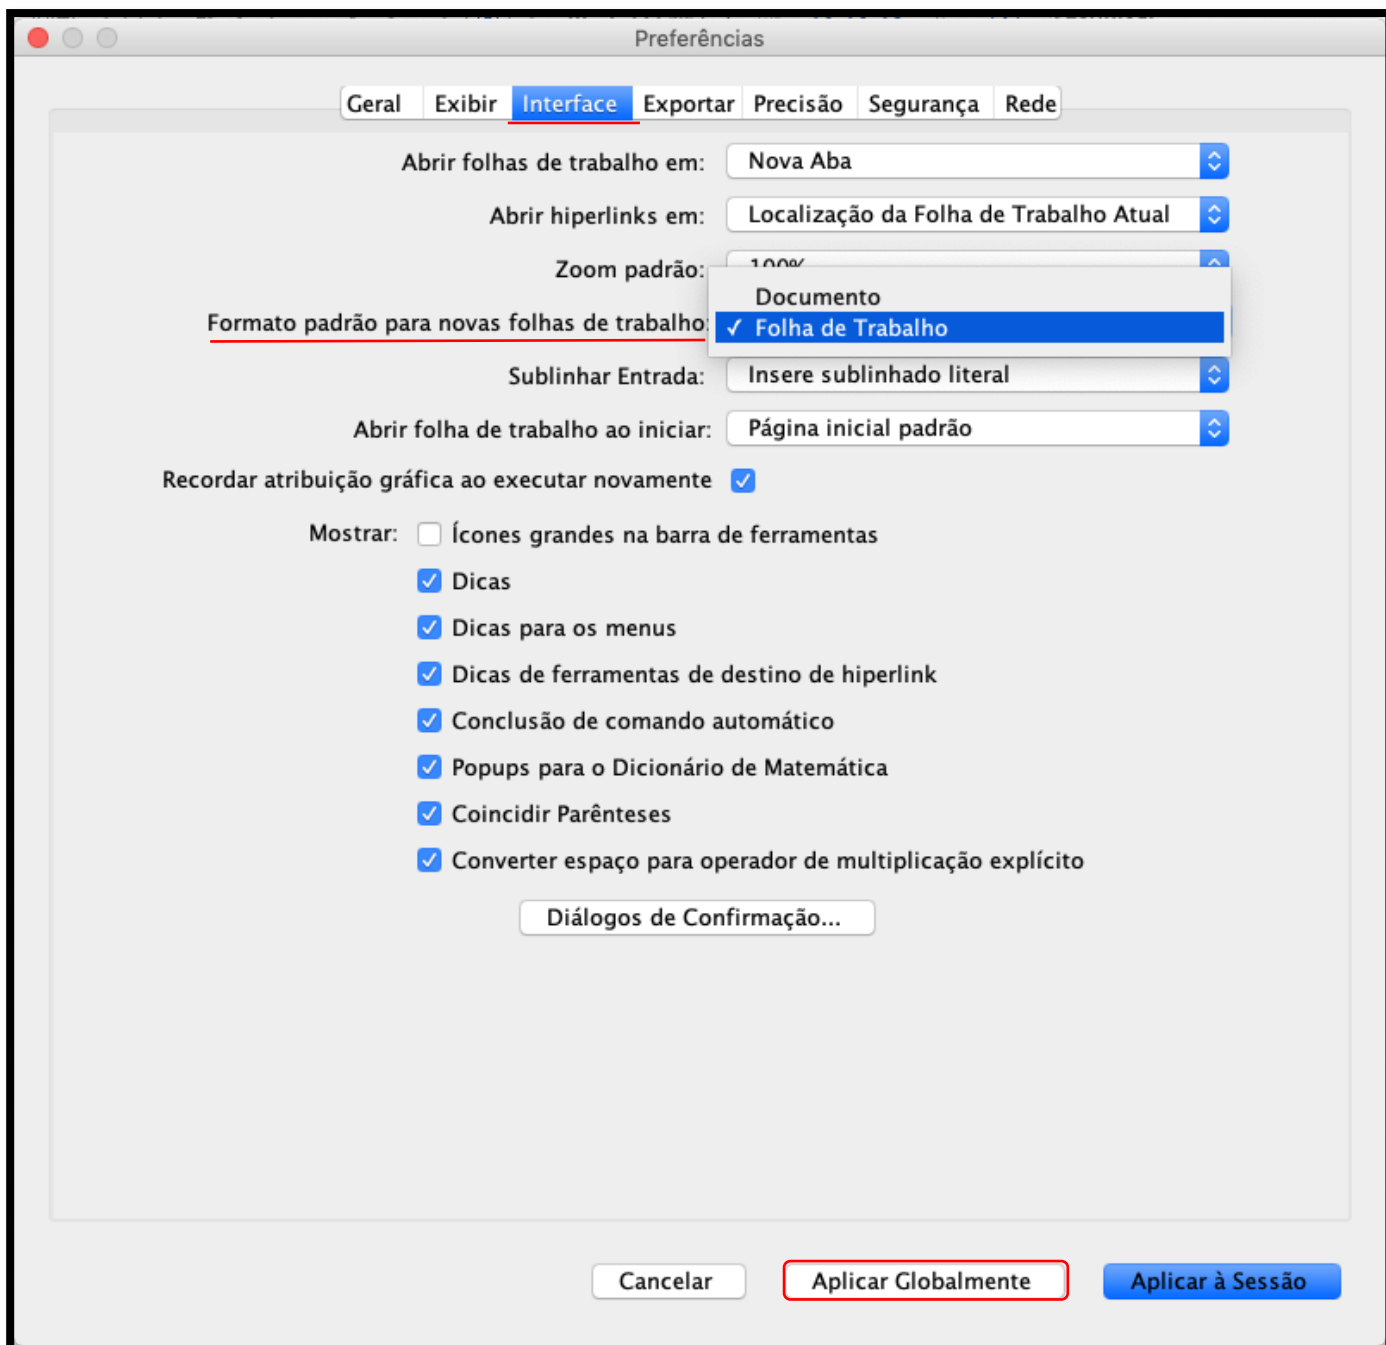 Preferências
Geral Exibir Interface Exportar Precisão Segurança Rede
Abrir folhas de trabalho em: Nova Aba
Abrir hiperlinks em: Localização da Folha de Trabalho Atual
Zoom padrão: 100%
Documento
Formato padrão para novas folhas de trabalho: ✓ Folha de Trabalho
Sublinhar Entrada: Insere sublinhado literal
Abrir folha de trabalho ao iniciar: Página inicial padrão
Recordar atribuição gráfica ao executar novamente
Mostrar: Ícones grandes na barra de ferramentas
Dicas
Dicas para os menus
Dicas de ferramentas de destino de hiperlink
Conclusão de comando automático
Popups para o Dicionário de Matemática
Coincidir Parênteses
Converter espaço para operador de multiplicação explícito
Diálogos de Confirmação...
Cancelar Aplicar Globalmente Aplicar à Sessão